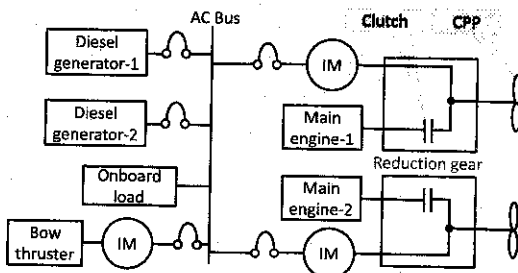 AC Bus
Clutch
CPP
Diesel
generator-1
IM
Diesel
generator-2
Main
engine-1
Reduction gear
Onboard
load
Main
engine-2
Bow
thruster
IM
IM